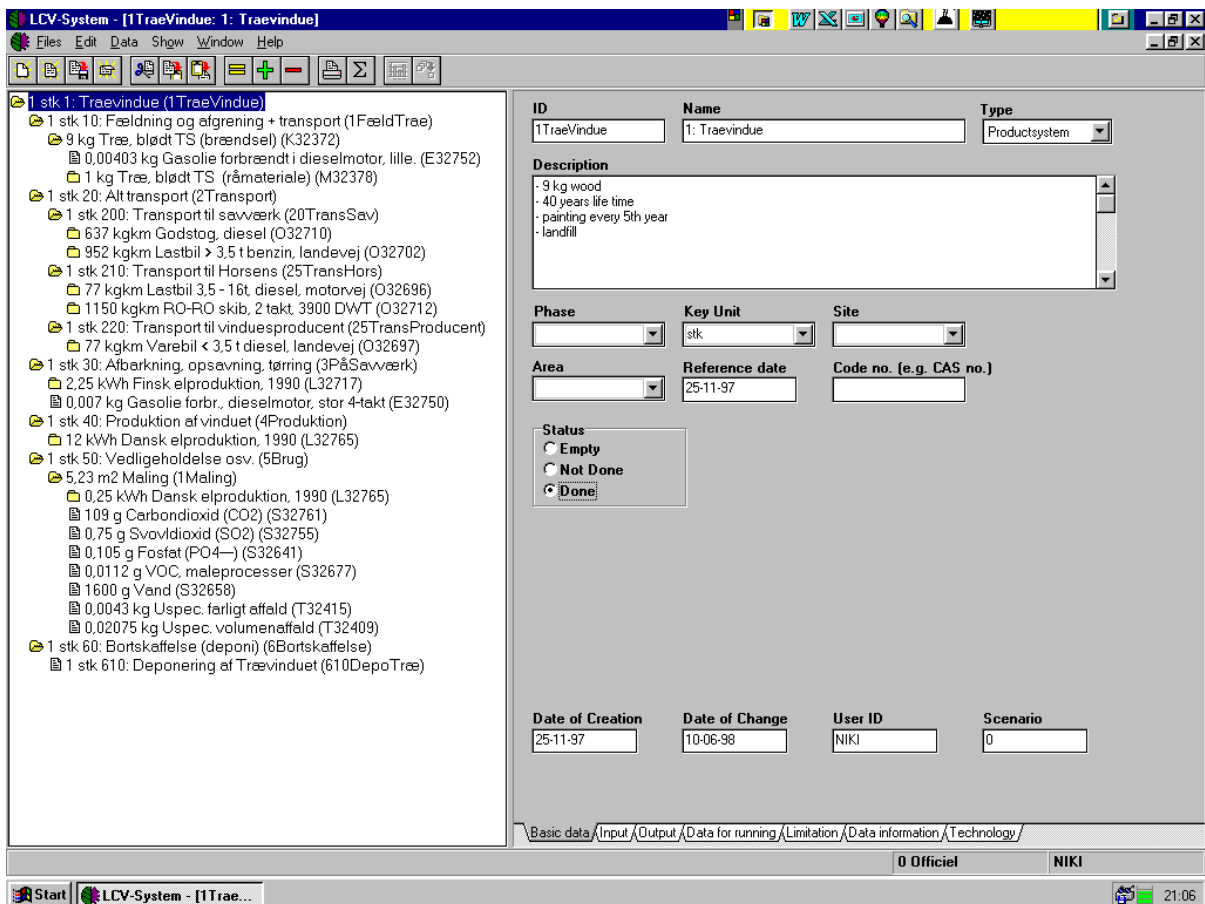 LCV-System - [1TraeVindue: 1: Traevindue]
Files Edit Data Show Window Help
1 stk 1: Traevindue (1TraeVindue)
1 stk 10: Fældning og afgrening + transport (1FældTrae)
9 kg Træ, blødt TS (brændsel) (K32372)
0,00403 kg Gasolie forbrændt i dieselmotor, lille. (E32752)
1 kg Træ, blødt TS (råmateriale) (M32378)
1 stk 20: Alt transport (2Transport)
1 stk 200: Transport til savværk (20TransSav)
637 kgkm Godstog, diesel (O32710)
952 kgkm Lastbil > 3,5 t benzin, landevej (O32702)
1 stk 210: Transport til Horsens (25TransHors)
77 kgkm Lastbil 3,5 - 16t, diesel, motorvej (O32696)
1150 kgkm RO-RO skib, 2 takt, 3900 DWT (O32712)
1 stk 220: Transport til vinduesproducent (25TransProducent)
77 kgkm Varebil < 3,5 t diesel, landevej (O32697)
1 stk 30: Afbarkning, opsavning, tørring (3PåSavværk)
2,25 kWh Finsk elproduktion, 1990 (L32717)
0,007 kg Gasolie forbr., dieselmotor, stor 4-takt (E32750)
1 stk 40: Produktion af vinduet (4Produktion)
12 kWh Dansk elproduktion, 1990 (L32765)
1 stk 50: Vedligeholdelse osv. (5Brug)
5,23 m2 Maling (1Maling)
0,25 kWh Dansk elproduktion, 1990 (L32765)
109 g Carbondioxid (CO2) (S32761)
0,75 g Svovldioxid (SO2) (S32755)
0,105 g Fosfat (PO4---) (S32641)
0,0112 g VOC, maleprocesser (S32677)
1600 g Vand (S32658)
0,0043 kg Uspec. farligt affald (T32415)
0,02075 kg Uspec. volumenaffald (T32409)
1 stk 60: Bortskaffelse (deponi) (6Bortskaffelse)
1 stk 610: Deponering af Trævinduet (610DepoTræ)
ID Name Type
1TraeVindue 1: Traevindue Productsystem
Description
- 9 kg wood
- 40 years life time
- painting every 5th year
- landfill
Phase Key Unit Site
stk
Area Reference date Code no. (e.g. CAS no.)
25-11-97
Status
Empty
Not Done
Done
Date of Creation Date of Change User ID Scenario
25-11-97 10-06-98 NIKI 0
Basic data Input Output Data for running Limitation Data information Technology
0 Officiel NIKI
Start LCV-System - [1Trae... 21:06